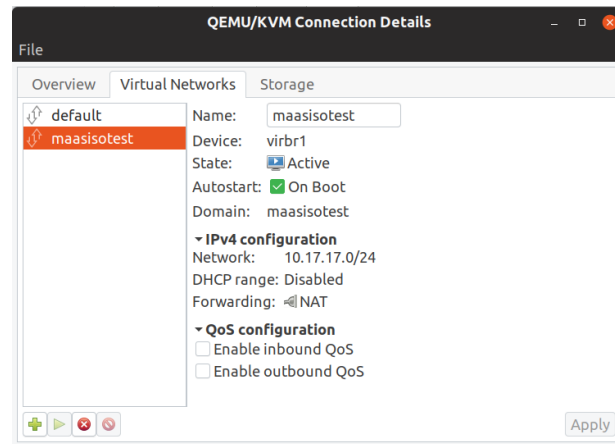 QEMU/KVM Connection Details
File
Overview Virtual Networks Storage
default
maasisotest
Name: maasisotest
Device: virbr1
State: Active
Autostart: On Boot
Domain: maasisotest
IPv4 configuration
Network: 10.17.17.0/24
DHCP range: Disabled
Forwarding: NAT
QoS configuration
Enable inbound QoS
Enable outbound QoS
Apply